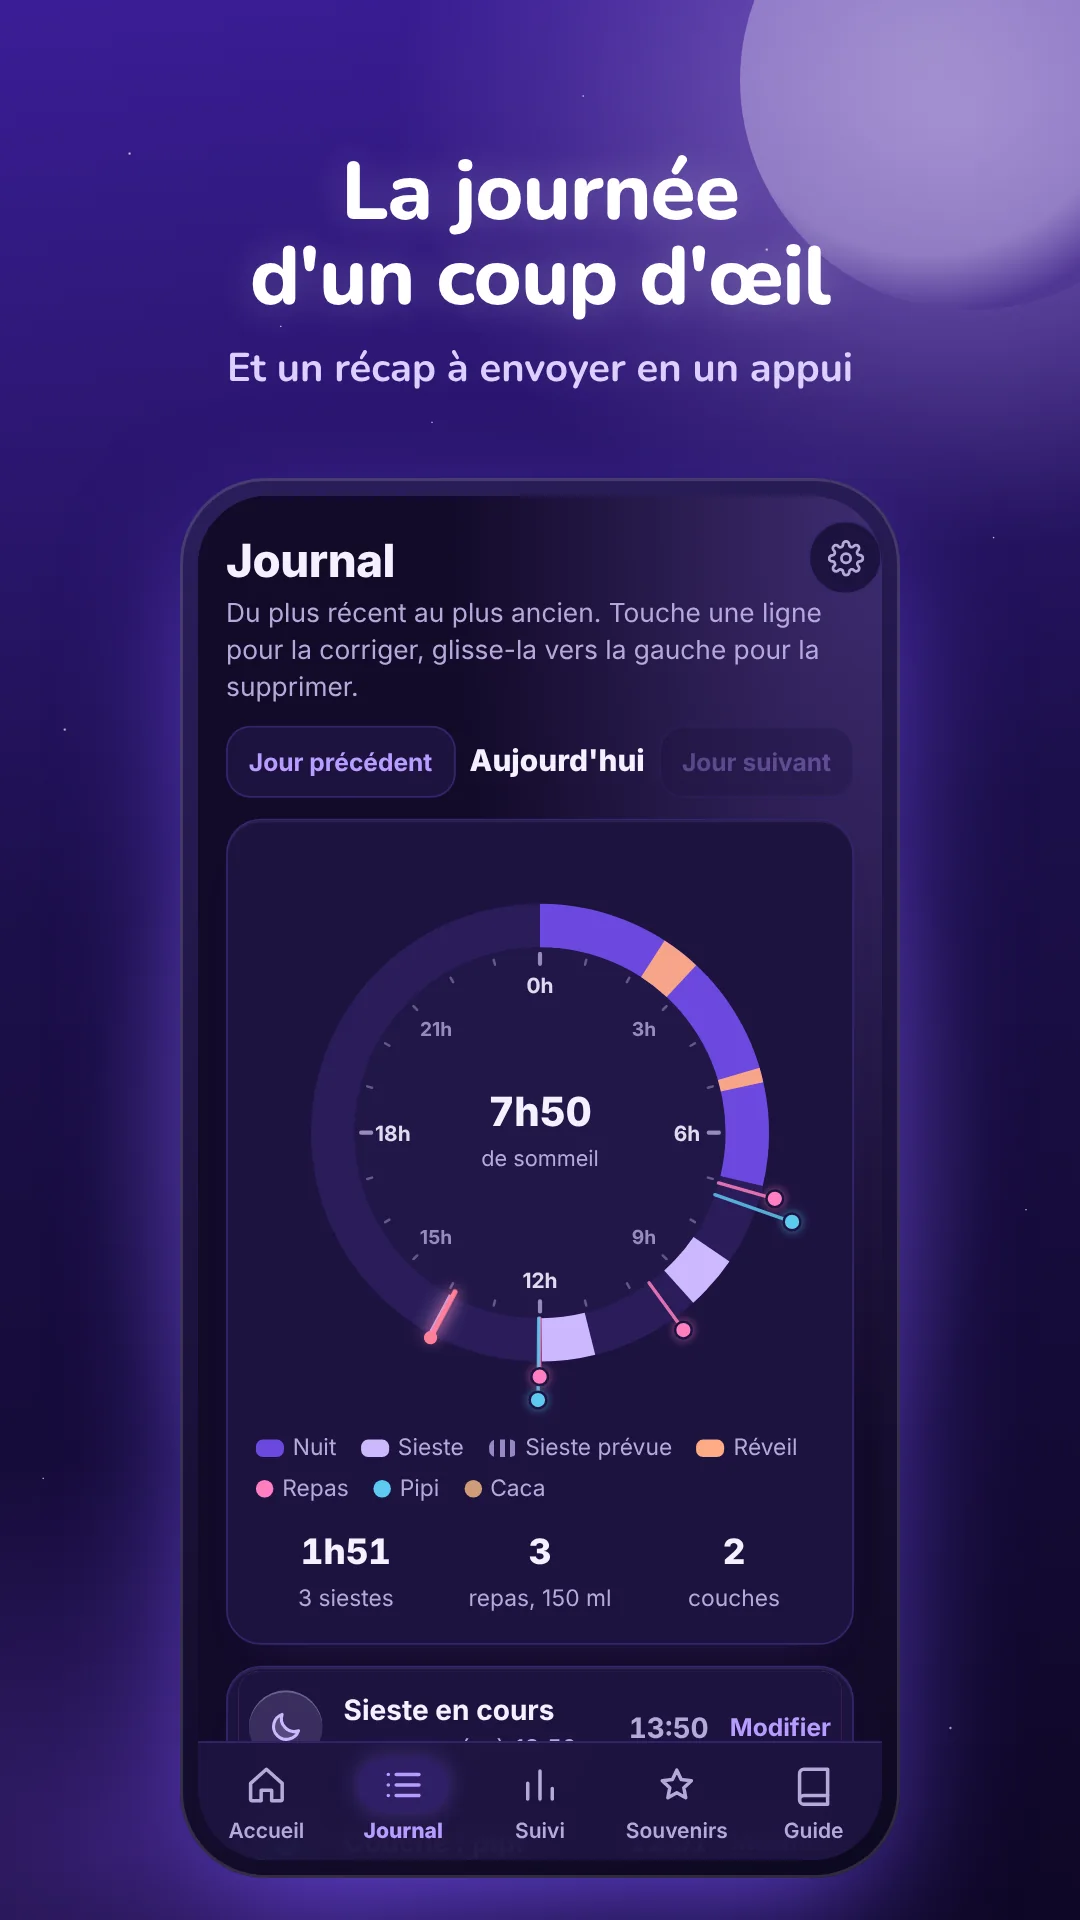 La journée
d'un coup d'œil
Et un récap à envoyer en un appui
Journal
Du plus récent au plus ancien. Touche une ligne
pour la corriger, glisse-la vers la gauche pour la
supprimer.
Jour précédent Aujourd'hui Jour suivant
0h
21h 3h
7h50
18h 6h
de sommeil
15h 9h
12h
Nuit Sieste Sieste prévue Réveil
Repas Pipi Caca
1h51 3 2
3 siestes repas, 150 ml couches
Sieste en cours
13:50 Modifier
Accueil Journal Suivi Souvenirs Guide